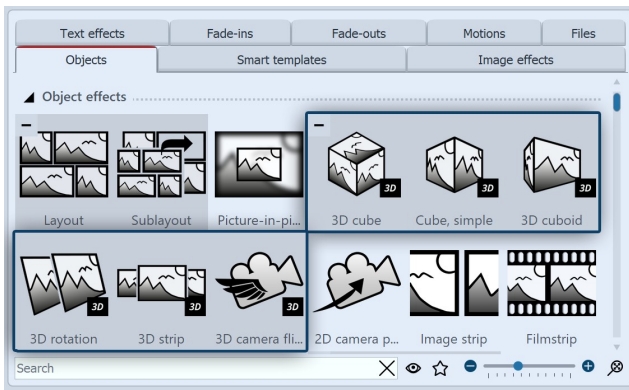 Text effects Fade-ins Fade-outs Motions Files
Objects Smart templates Image effects
Object effects
3D 3D 3D
Layout Sublayout Picture-in-pi... 3D cube Cube, simple 3D cuboid
3D 3D 3D
3D rotation 3D strip 3D camera fli... 2D camera p... Image strip Filmstrip
Search